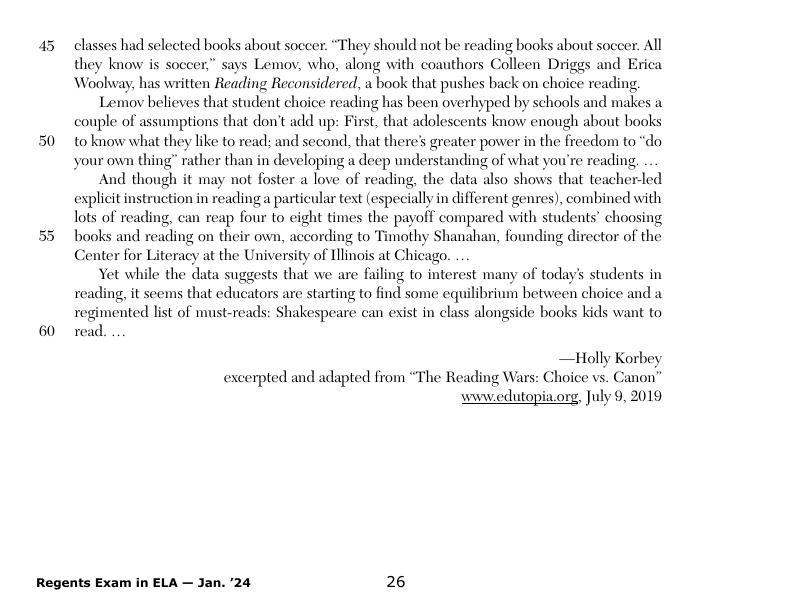 45 classes had selected books about soccer. “They should not be reading books about soccer. All
they know is soccer,” says Lemov, who, along with coauthors Colleen Driggs and Erica
Woolway, has written Reading Reconsidered, a book that pushes back on choice reading.
Lemov believes that student choice reading has been overhyped by schools and makes a
couple of assumptions that don’t add up: First, that adolescents know enough about books
50 to know what they like to read; and second, that there’s greater power in the freedom to “do
your own thing” rather than in developing a deep understanding of what you’re reading. …
And though it may not foster a love of reading, the data also shows that teacher-led
explicit instruction in reading a particular text (especially in different genres), combined with
lots of reading, can reap four to eight times the payoff compared with students’ choosing
55 books and reading on their own, according to Timothy Shanahan, founding director of the
Center for Literacy at the University of Illinois at Chicago. …
Yet while the data suggests that we are failing to interest many of today’s students in
reading, it seems that educators are starting to find some equilibrium between choice and a
regimented list of must-reads: Shakespeare can exist in class alongside books kids want to
60 read. …
—Holly Korbey
excerpted and adapted from “The Reading Wars: Choice vs. Canon”
www.edutopia.org, July 9, 2019
Regents Exam in ELA — Jan. ’24 26